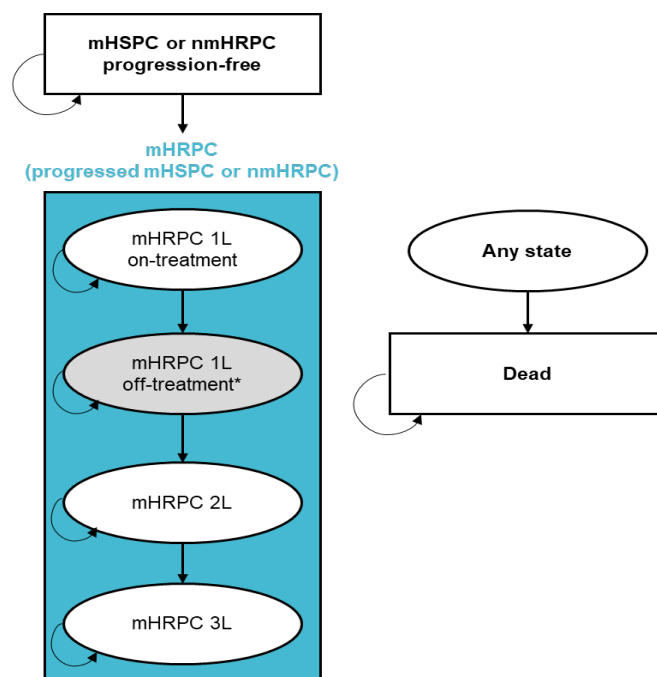 mHSPC or nmHRPC
progression-free
mHRPC
(progressed mHSPC or nmHRPC)
mHRPC 1L
on-treatment
mHRPC 1L
off-treatment*
mHRPC 2L
mHRPC 3L
Any state
Dead